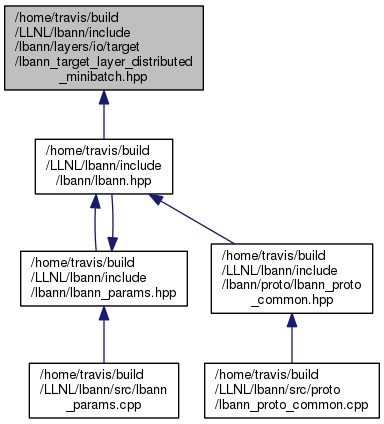 /home/travis/build
/LLNL/lbann/include
/lbann/layers/io/target
/lbann_target_layer_distributed
_minibatch.hpp
/home/travis/build
/LLNL/lbann/include
/lbann/lbann.hpp
/home/travis/build
/LLNL/lbann/include
/lbann/lbann_params.hpp
/home/travis/build
/LLNL/lbann/include
/lbann/proto/lbann_proto
_common.hpp
/home/travis/build
/LLNL/lbann/src/lbann
_params.cpp
/home/travis/build
/LLNL/lbann/src/proto
/lbann_proto_common.cpp